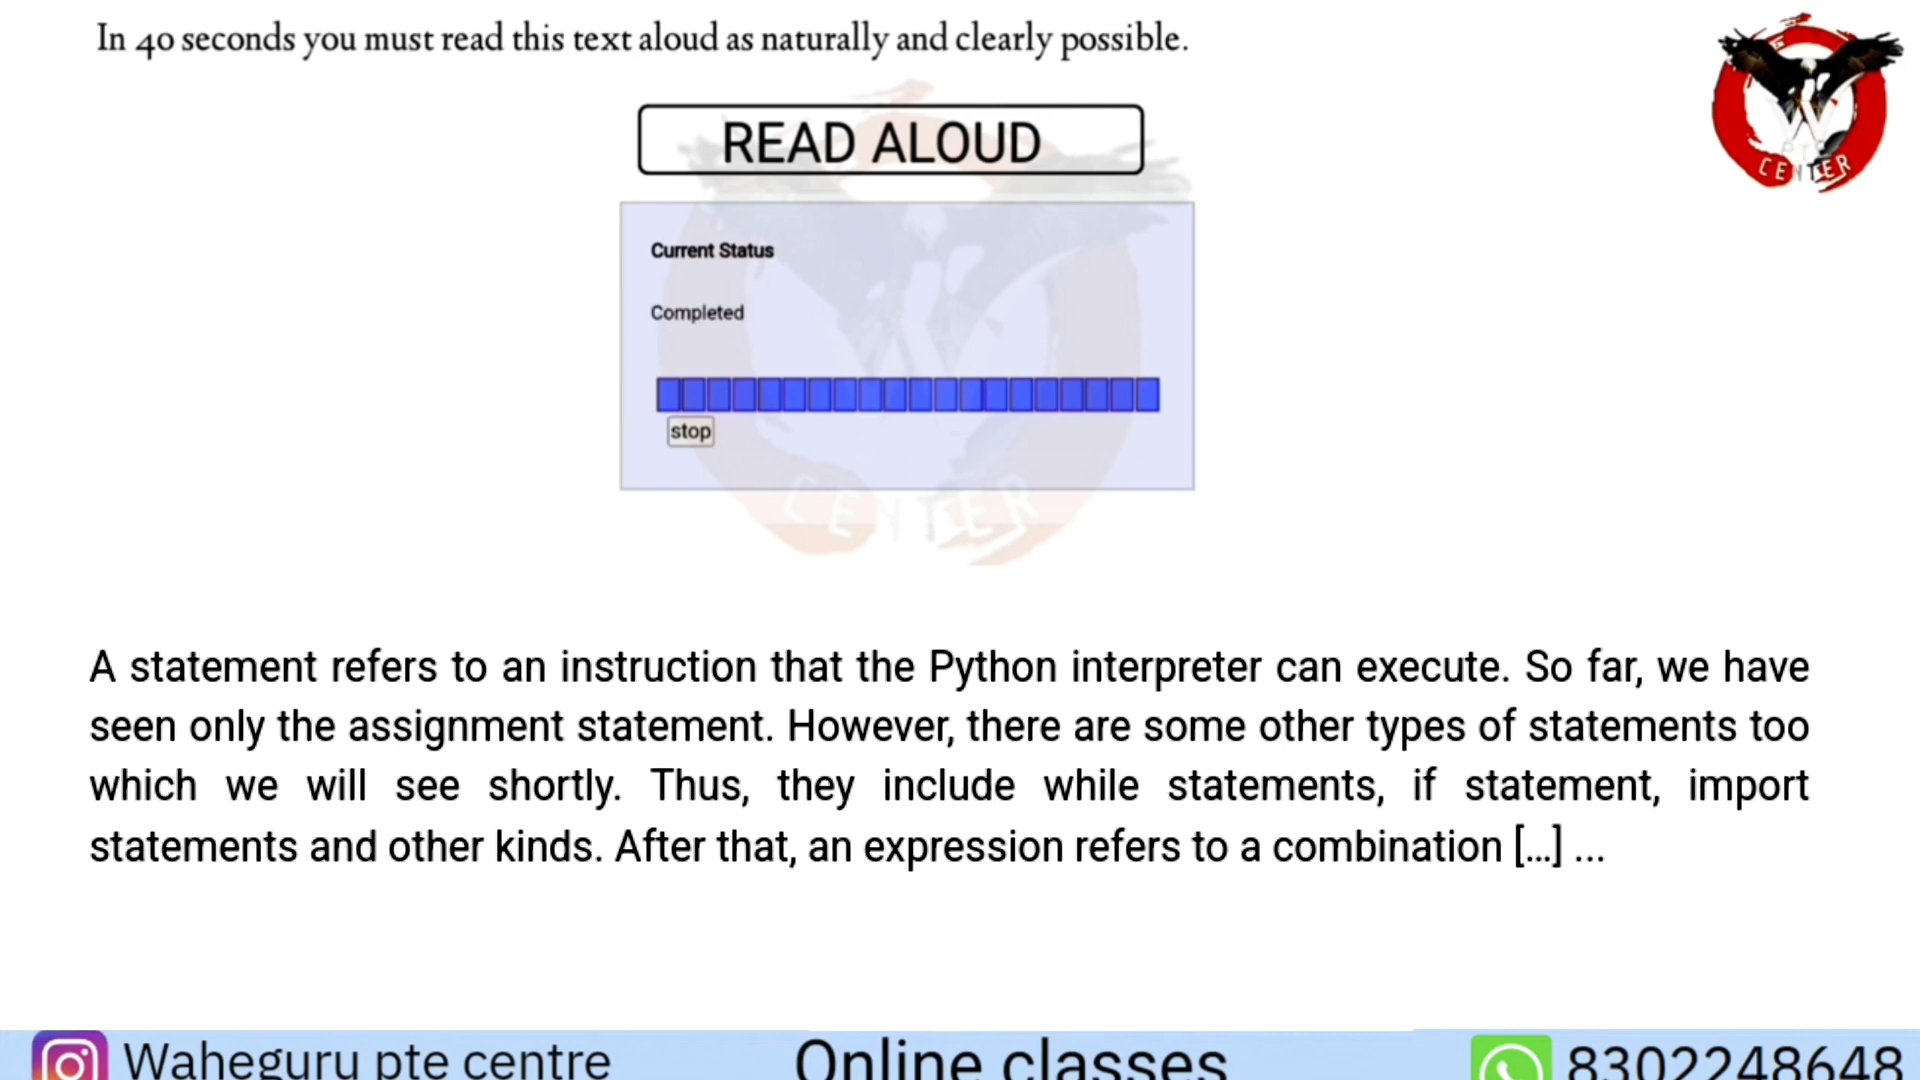 In 40 seconds you must read this text aloud as naturally and clearly possible.
W
PTE
CENTER
READ ALOUD
Current Status
Completed
stop
W
CENTER
A statement refers to an instruction that the Python interpreter can execute. So far, we have
seen only the assignment statement. However, there are some other types of statements too
which we will see shortly. Thus, they include while statements, if statement, import
statements and other kinds. After that, an expression refers to a combination [...] ...
Waheguru pte centre
Online classes
8302248648